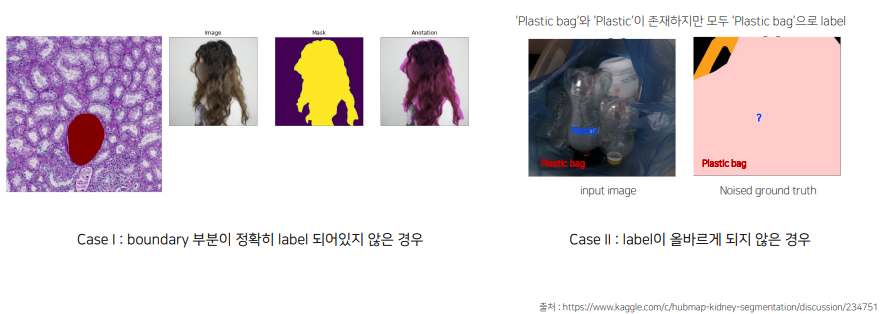 'Plastic bag'와 'Plastic'이 존재하지만 모두 'Plastic bag'으로 label
Image
Mask
Anotation
Plastic
Plastic bag
?
Plastic bag
input image
Noised ground truth
Case I : boundary 부분이 정확히 label 되어있지 않은 경우
Case II : label이 올바르게 되지 않은 경우
출처 : https://www.kaggle.com/c/hubmap-kidney-segmentation/discussion/234751